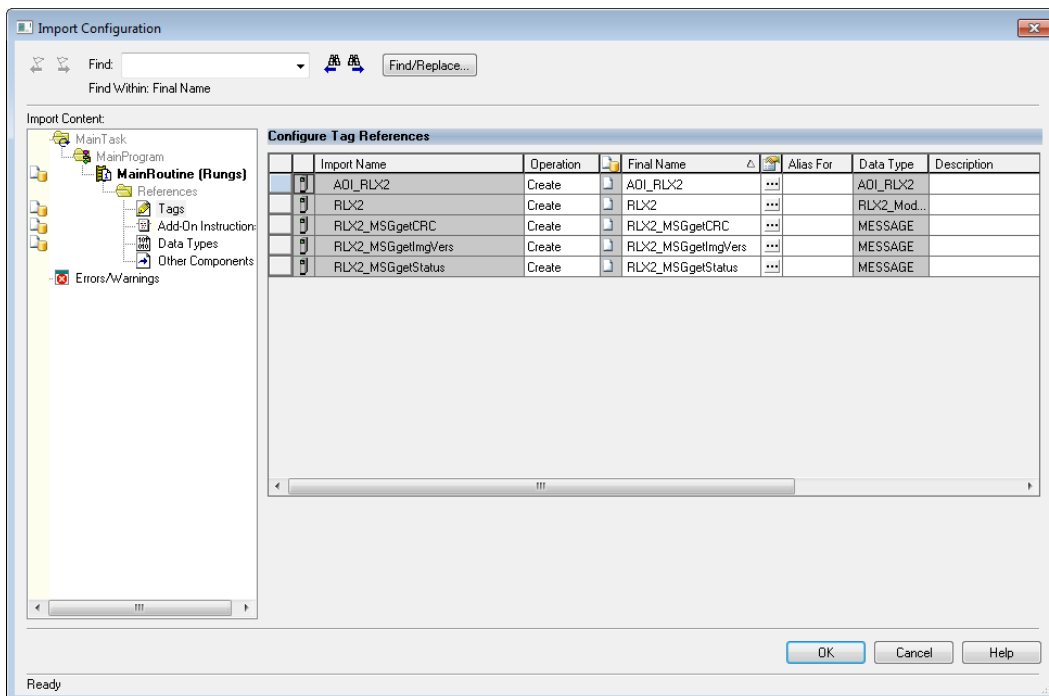 Import Configuration
Find:
Find/Replace...
Find Within: Final Name
Import Content:
MainTask
MainProgram
MainRoutine (Rungs)
References
Tags
Add-On Instruction
Data Types
Other Components
Errors/Warnings
Configure Tag References
Import Name Operation Final Name Alias For Data Type Description
AOI_RLX2 Create AOI_RLX2 ... AOI_RLX2
RLX2 Create RLX2 ... RLX2_Mod...
RLX2_MSGgetCRC Create RLX2_MSGgetCRC ... MESSAGE
RLX2_MSGgetImgVers Create RLX2_MSGgetImgVers ... MESSAGE
RLX2_MSGgetStatus Create RLX2_MSGgetStatus ... MESSAGE
OK Cancel Help
Ready